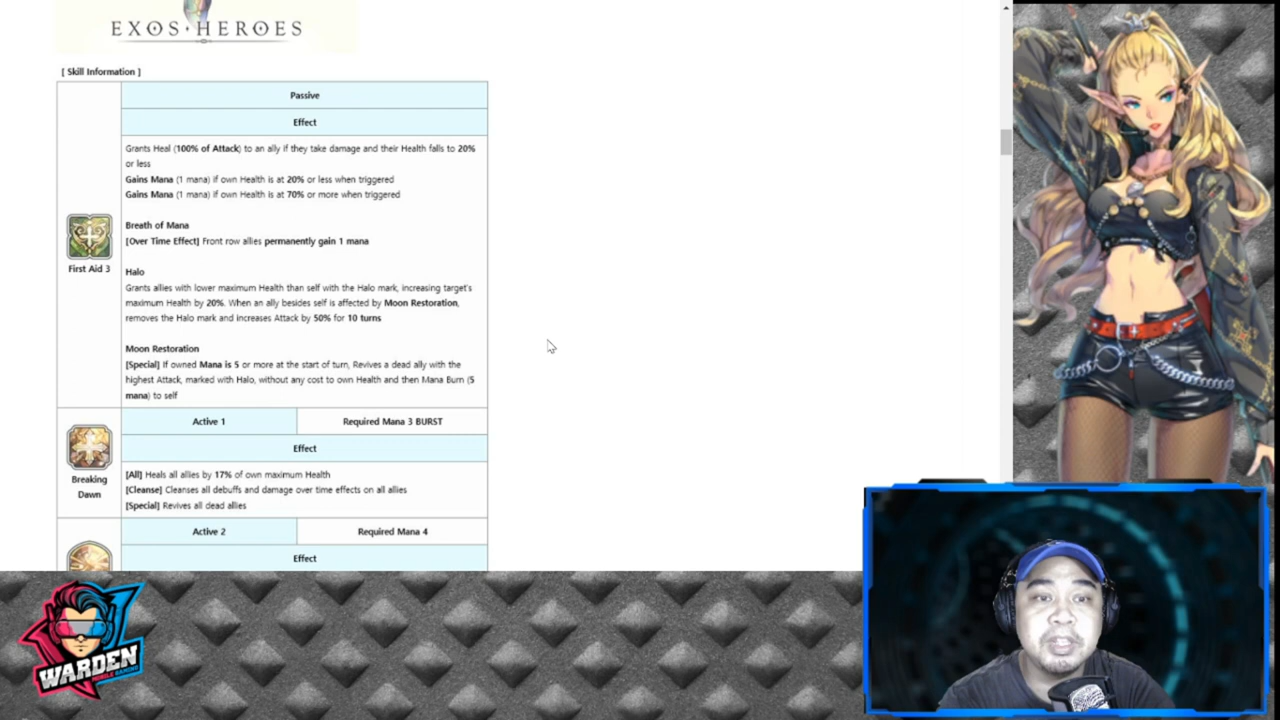 EXOS HEROES
[ Skill Information ]
Passive
Effect
Grants Heal (100% of Attack) to an ally if they take damage and their Health falls to 20%
or less
Gains Mana (1 mana) if own Health is at 20% or less when triggered
Gains Mana (1 mana) if own Health is at 70% or more when triggered
Breath of Mana
[Over Time Effect] Front row allies permanently gain 1 mana
First Aid 3
Halo
Grants allies with lower maximum Health than self with the Halo mark, increasing target's
maximum Health by 20%. When an ally besides self is affected by Moon Restoration,
removes the Halo mark and increases Attack by 50% for 10 turns
Moon Restoration
[Special] If owned Mana is 5 or more at the start of turn, Revives a dead ally with the
highest Attack, marked with Halo, without any cost to own Health and then Mana Burn (5
mana) to self
Active 1
Required Mana 3 BURST
Effect
Breaking
Dawn
[All] Heals all allies by 17% of own maximum Health
[Cleanse] Cleanses all debuffs and damage over time effects on all allies
[Special] Revives all dead allies
Active 2
Required Mana 4
Effect
WARDEN
MOBILE GAMING